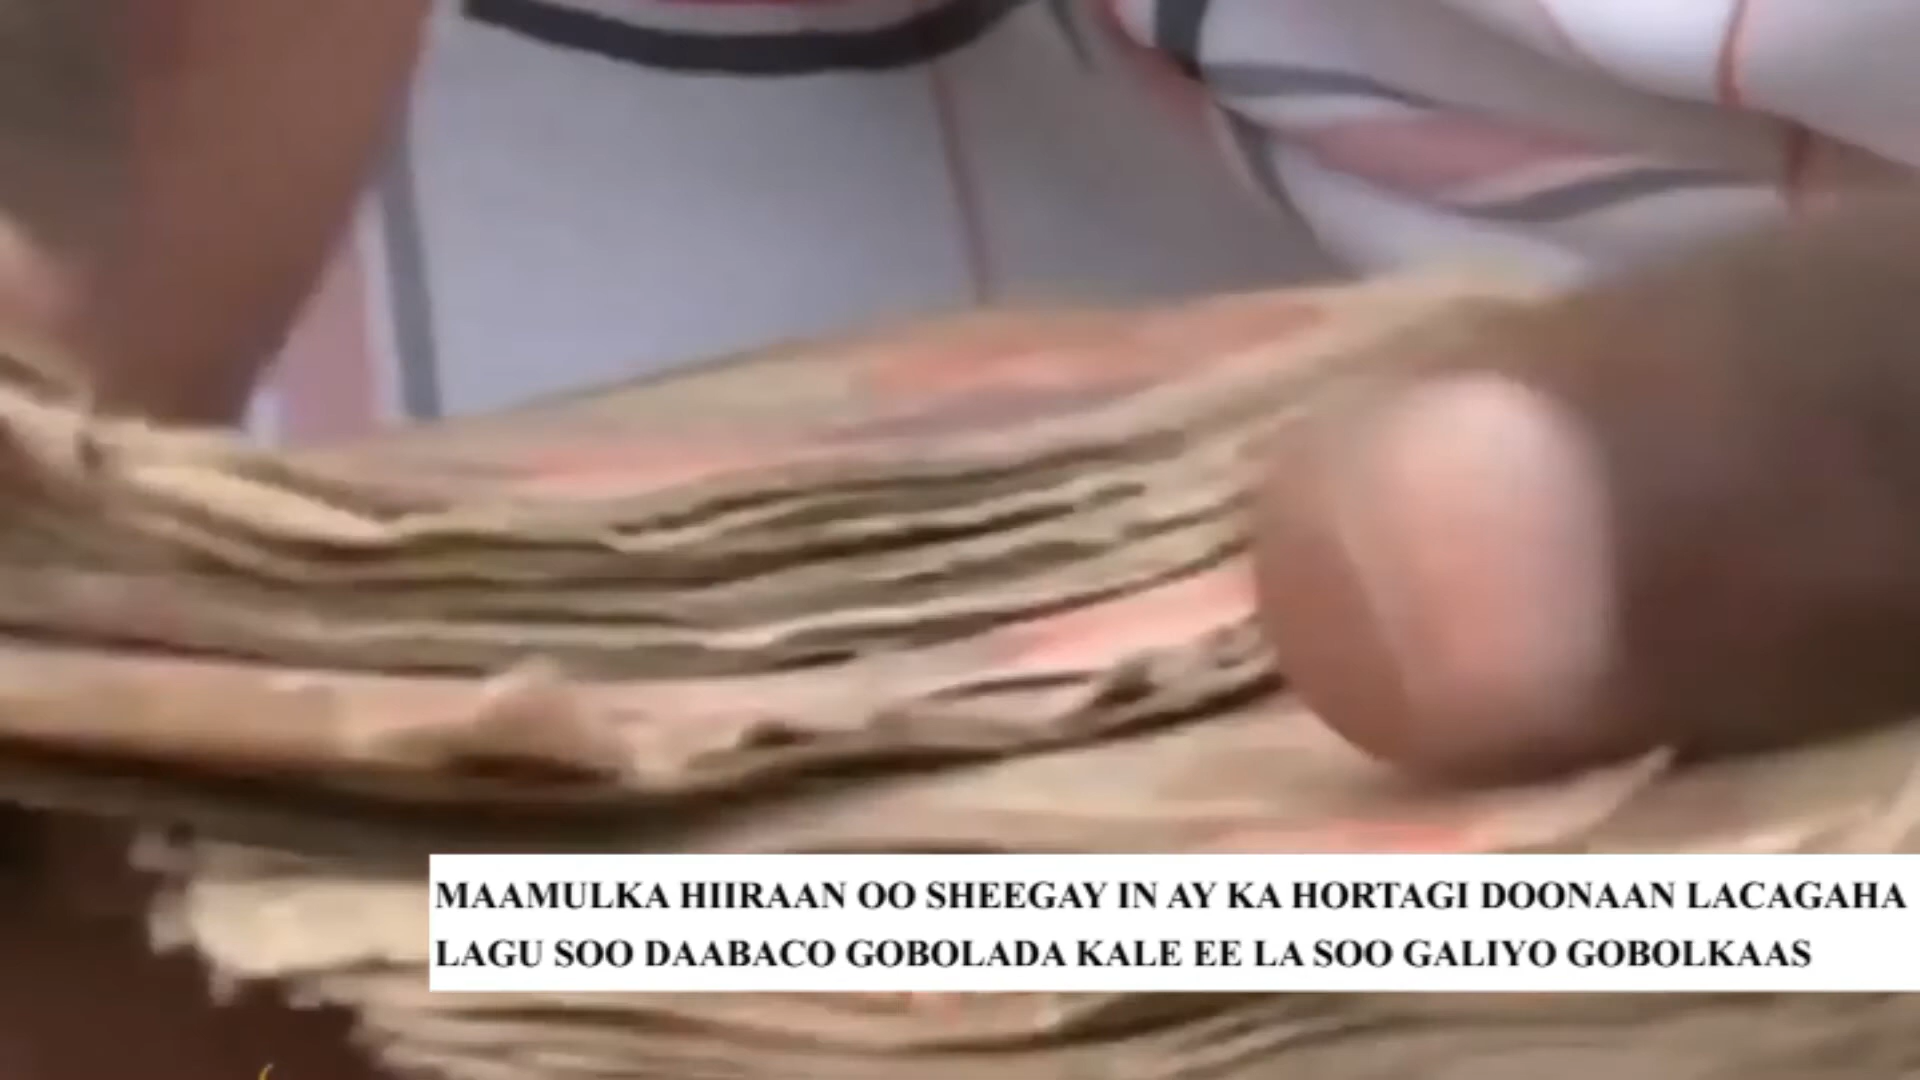 MAAMULKA HIIRAAN OO SHEEGAY IN AY KA HORTAGI DOONAAN LACAGAHA
LAGU SOO DAABACO GOBOLADA KALE EE LA SOO GALIYO GOBOLKAAS